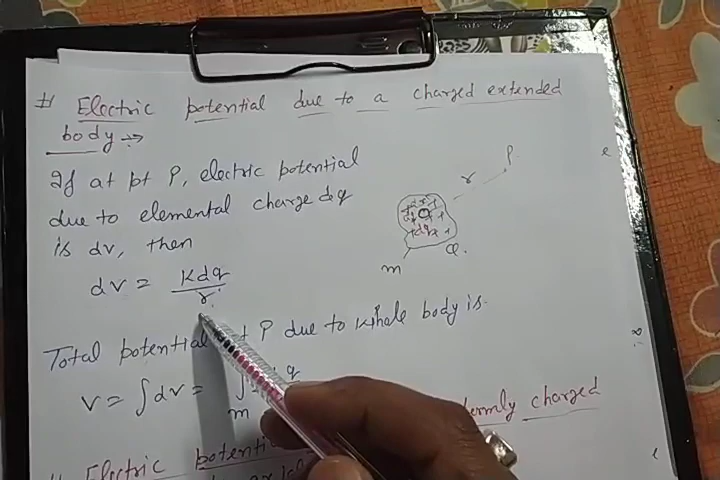 # Electric potential due to a charged extended
body →
If at pt P, electric potential
due to elemental charge dq
is dv, then
dv = Kdq/r
P
r
dq
m
Q.
Total potential at P due to whole body is
V = ∫dv = ∫
m
uniformly charged
# Electric potential